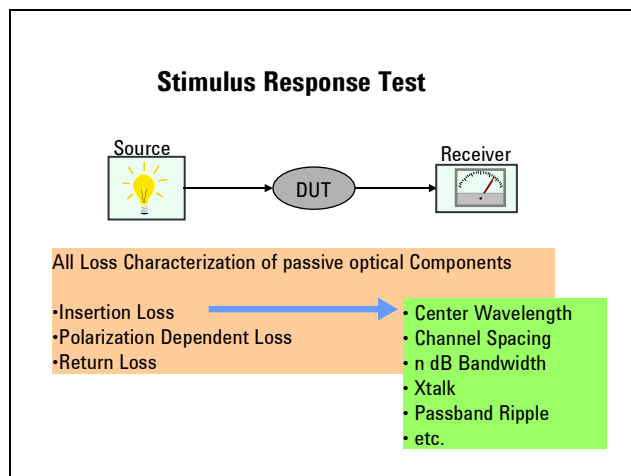 Stimulus Response Test
Source
Receiver
DUT
All Loss Characterization of passive optical Components
•Insertion Loss
•Polarization Dependent Loss
•Return Loss
• Center Wavelength
• Channel Spacing
• n dB Bandwidth
• Xtalk
• Passband Ripple
• etc.